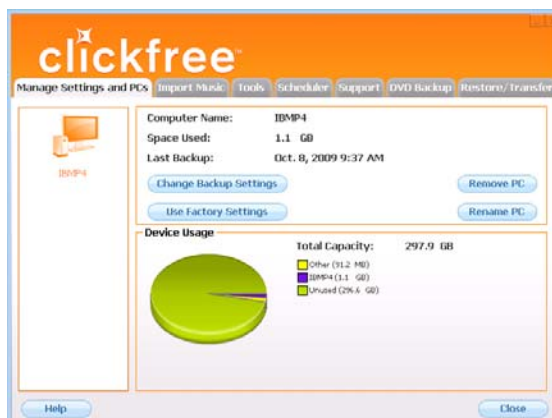 clickfree™
Manage Settings and PCs Import Music Tools Scheduler Support DVD Backup Restore/Transfer
IBMP4
Computer Name: IBMP4
Space Used: 1.1 GB
Last Backup: Oct. 8, 2009 9:37 AM
Change Backup Settings Remove PC
Use Factory Settings Rename PC
Device Usage
Total Capacity: 297.9 GB
Other (91.2 MB)
IBMP4 (1.1 GB)
Unused (296.6 GB)
Help Close